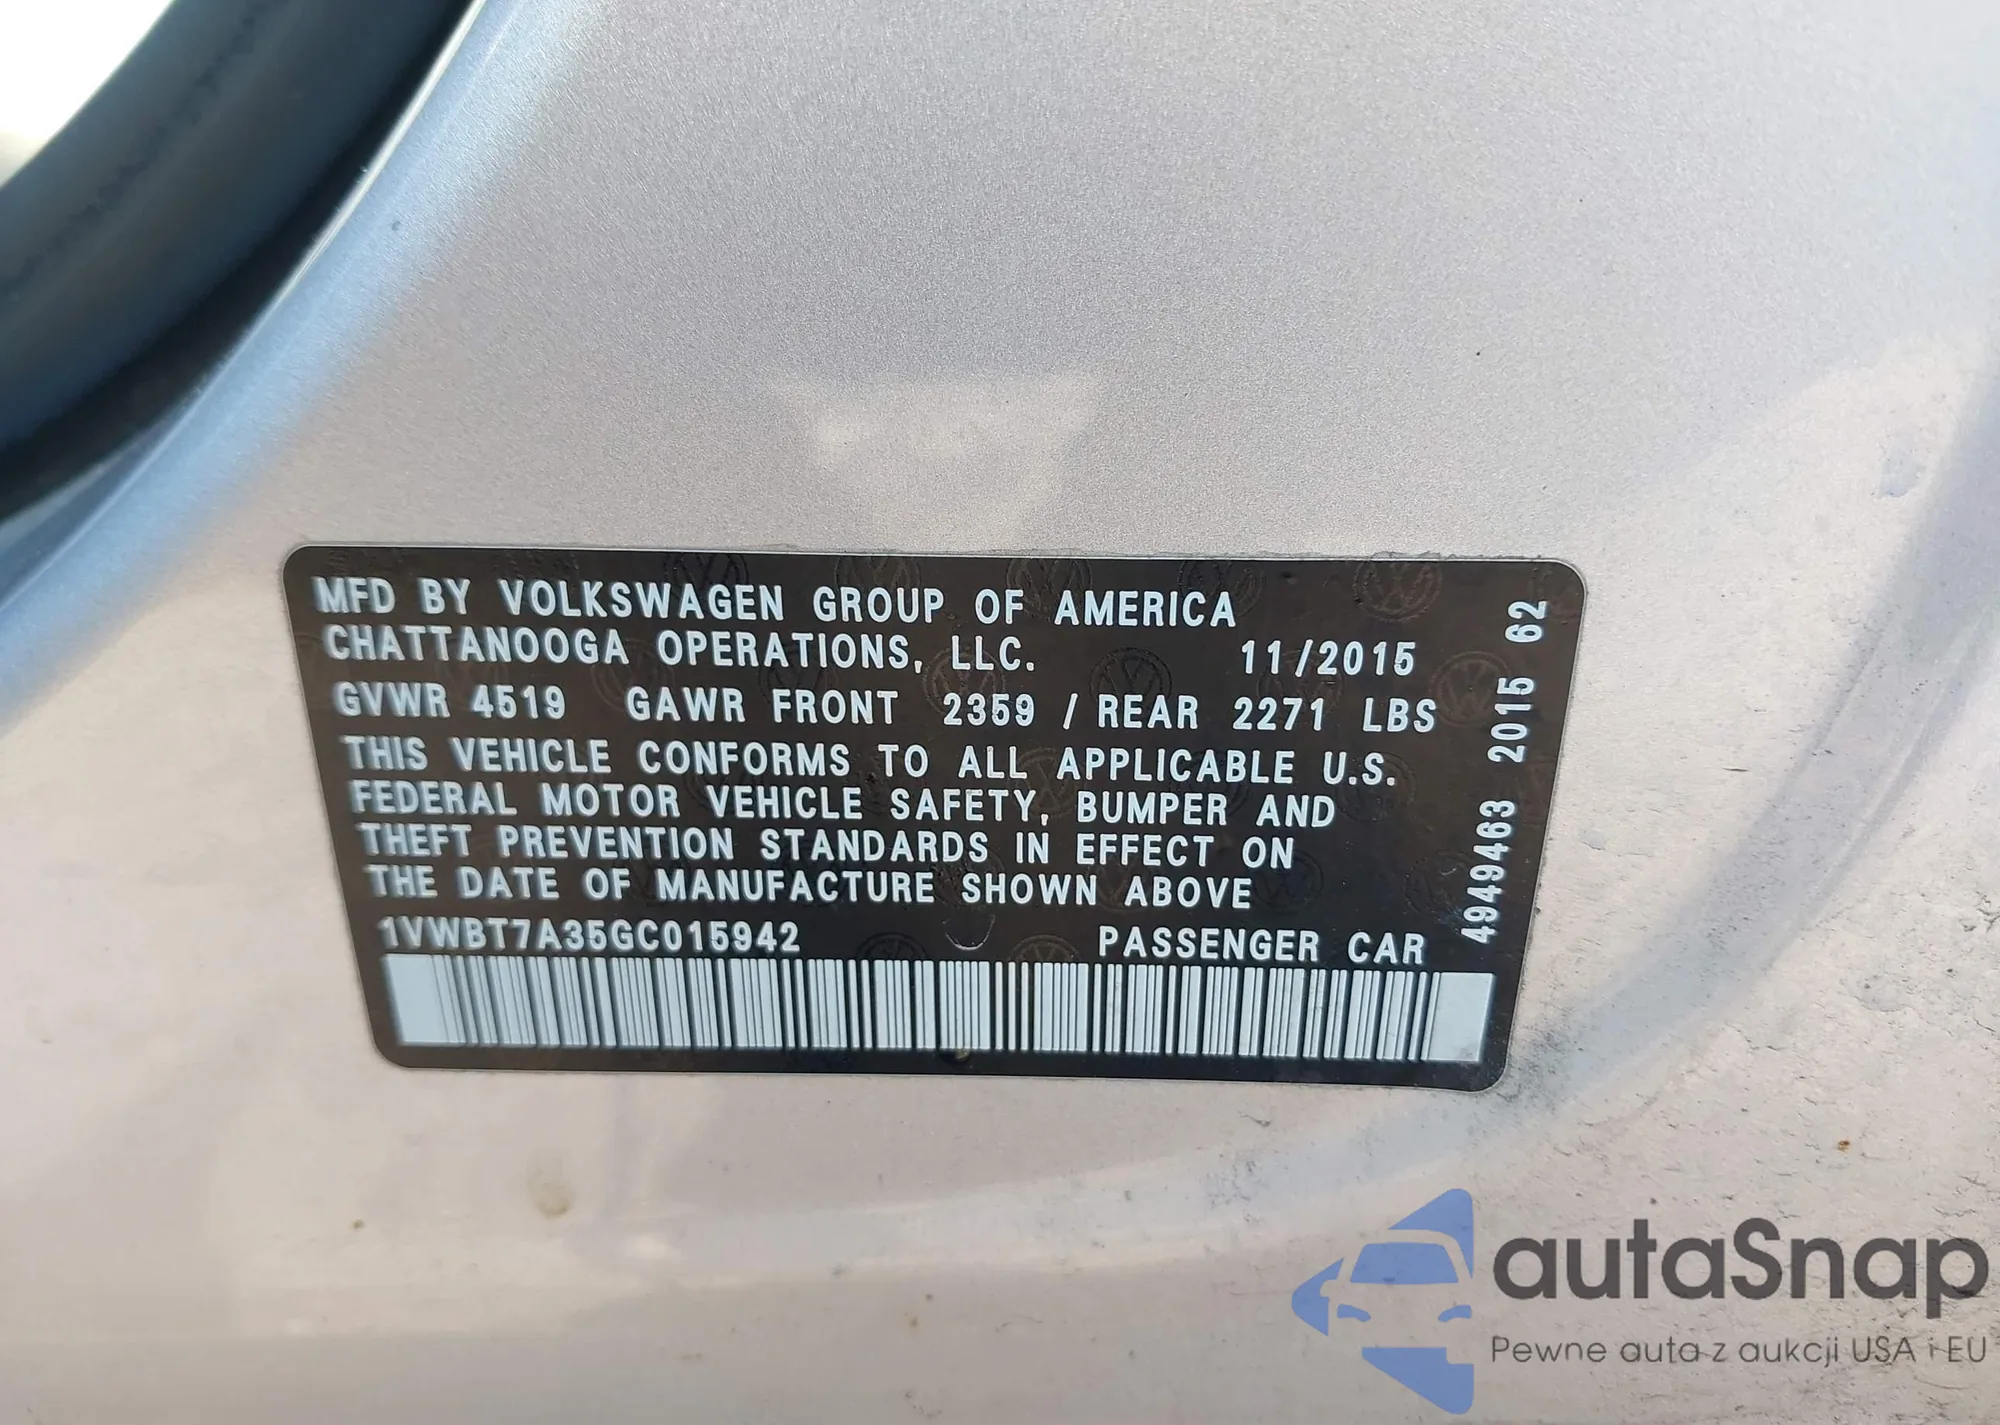 MFD BY VOLKSWAGEN GROUP OF AMERICA
CHATTANOOGA OPERATIONS, LLC. 11/2015
GVWR 4519 GAWR FRONT 2359 / REAR 2271 LBS
THIS VEHICLE CONFORMS TO ALL APPLICABLE U.S.
FEDERAL MOTOR VEHICLE SAFETY, BUMPER AND
THEFT PREVENTION STANDARDS IN EFFECT ON
THE DATE OF MANUFACTURE SHOWN ABOVE
1VWBT7A35GC015942 PASSENGER CAR
4949463 2015 62
autaSnap
Pewne auta z aukcji USA i EU